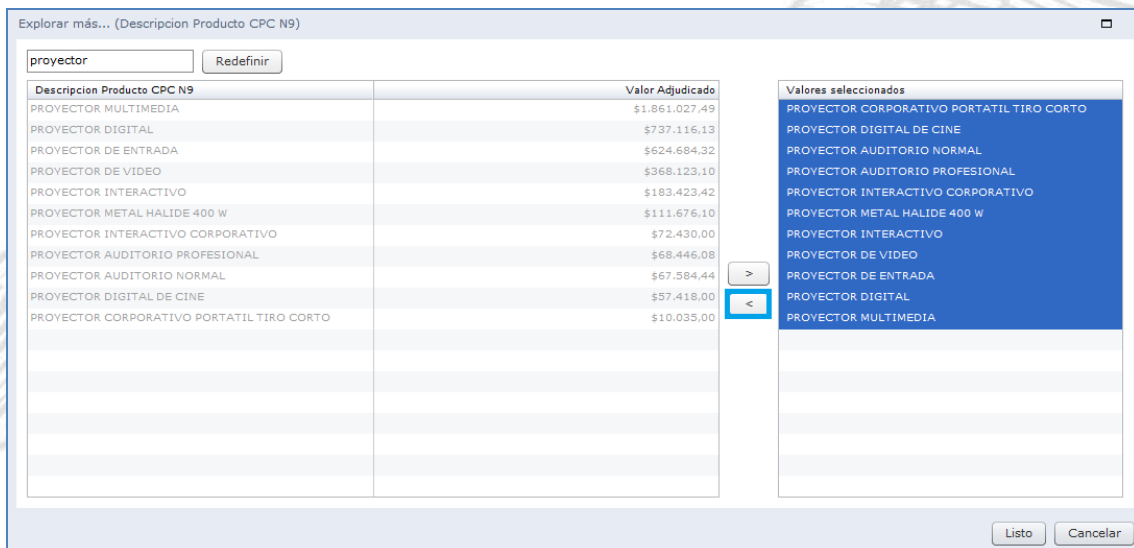 Explorar más... (Descripcion Producto CPC N9)
proyector Redefinir
Descripcion Producto CPC N9 Valor Adjudicado
PROYECTOR MULTIMEDIA $1.861.027,49
PROYECTOR DIGITAL $737.116,13
PROYECTOR DE ENTRADA $624.684,32
PROYECTOR DE VIDEO $368.123,10
PROYECTOR INTERACTIVO $183.423,42
PROYECTOR METAL HALIDE 400 W $111.676,10
PROYECTOR INTERACTIVO CORPORATIVO $72.430,00
PROYECTOR AUDITORIO PROFESIONAL $68.446,08
PROYECTOR AUDITORIO NORMAL $67.584,44
PROYECTOR DIGITAL DE CINE $57.418,00
PROYECTOR CORPORATIVO PORTATIL TIRO CORTO $10.035,00
>
<
Valores seleccionados
PROYECTOR CORPORATIVO PORTATIL TIRO CORTO
PROYECTOR DIGITAL DE CINE
PROYECTOR AUDITORIO NORMAL
PROYECTOR AUDITORIO PROFESIONAL
PROYECTOR INTERACTIVO CORPORATIVO
PROYECTOR METAL HALIDE 400 W
PROYECTOR INTERACTIVO
PROYECTOR DE VIDEO
PROYECTOR DE ENTRADA
PROYECTOR DIGITAL
PROYECTOR MULTIMEDIA
Listo Cancelar